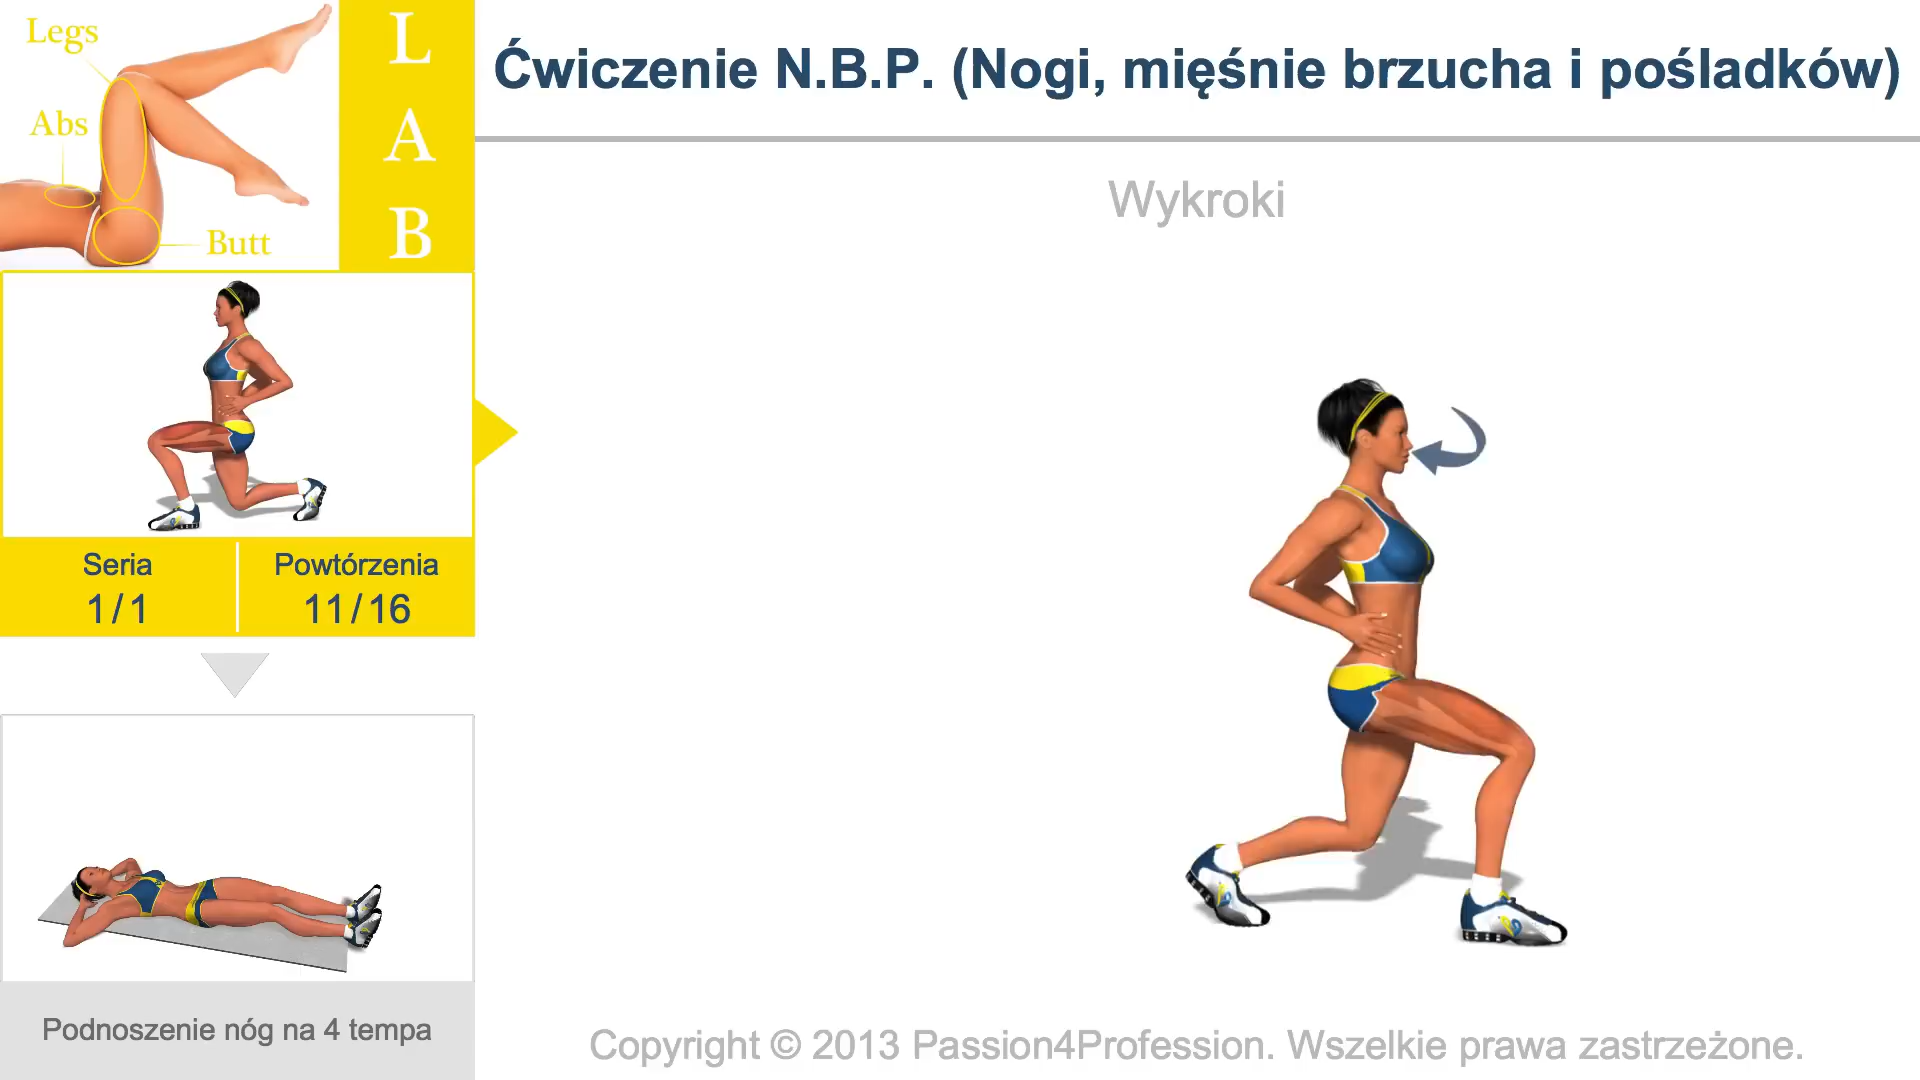 Legs
Abs
Butt
L
A
B
Ćwiczenie N.B.P. (Nogi, mięśnie brzucha i pośladków)
Wykroki
Seria
1/1
Powtórzenia
11/16
Podnoszenie nóg na 4 tempa
Copyright © 2013 Passion4Profession. Wszelkie prawa zastrzeżone.